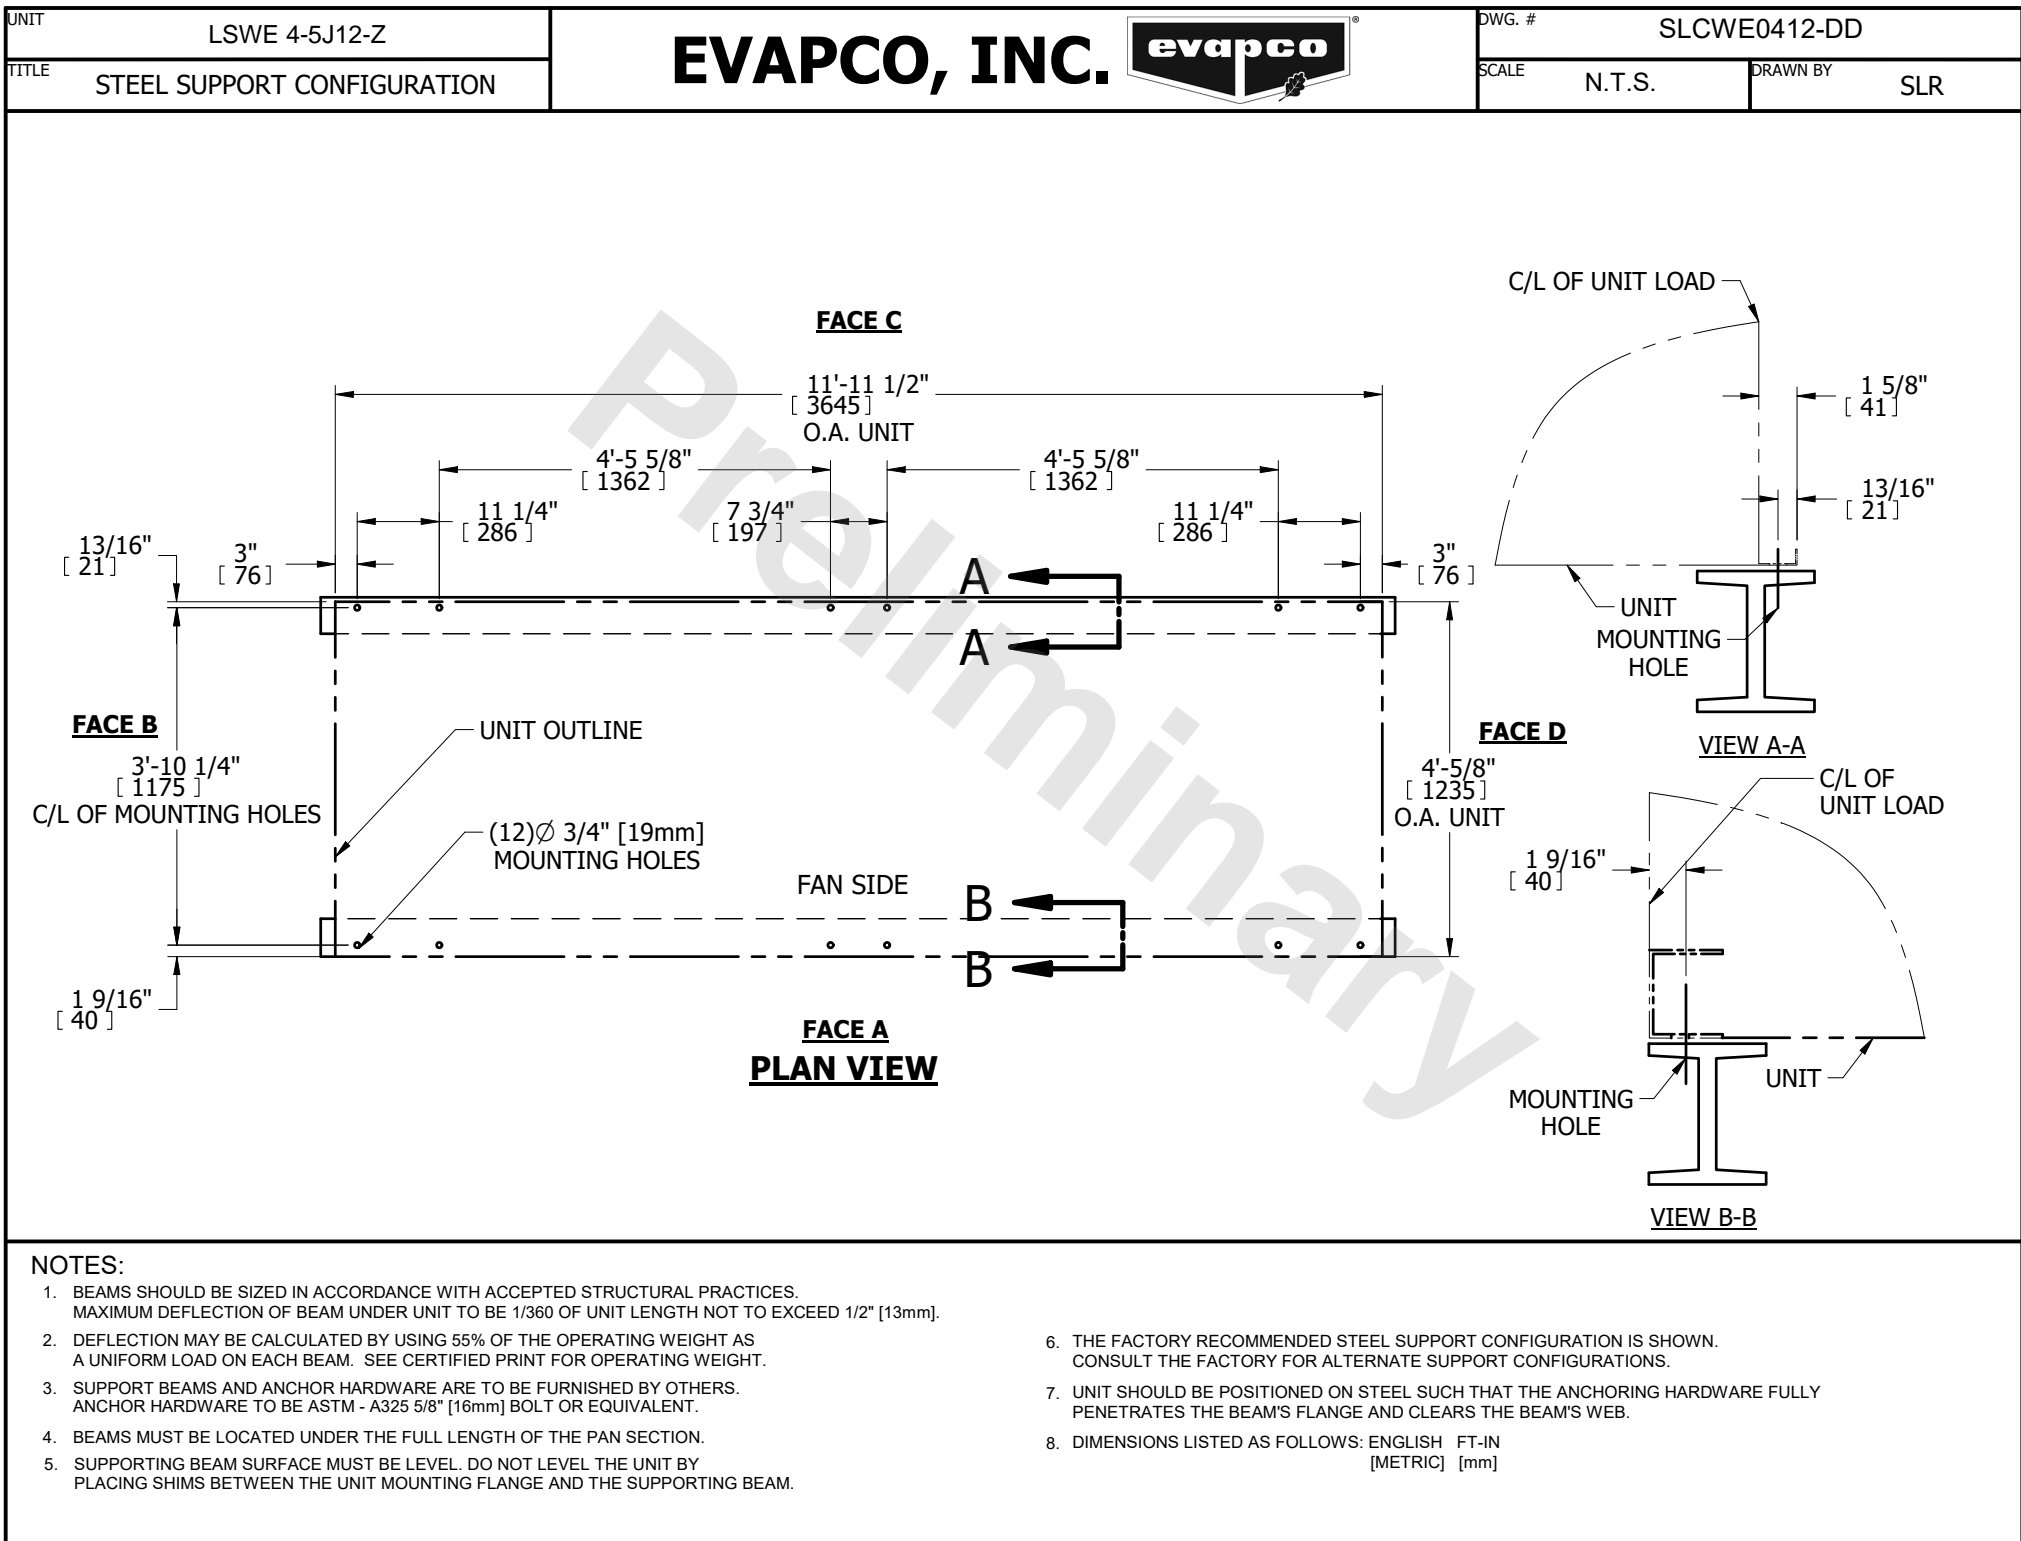 UNIT
LSWE 4-5J12-Z
TITLE
STEEL SUPPORT CONFIGURATION
EVAPCO, INC.
evapco
®
DWG. #
SLCWE0412-DD
SCALE
N.T.S.
DRAWN BY
SLR
Preliminary
FACE C
11'-11 1/2"
[ 3645 ]
O.A. UNIT
4'-5 5/8"
[ 1362 ]
4'-5 5/8"
[ 1362 ]
11 1/4"
[ 286 ]
7 3/4"
[ 197 ]
11 1/4"
[ 286 ]
13/16"
[ 21 ]
3"
[ 76 ]
3"
[ 76 ]
A
A
FACE B
3'-10 1/4"
[ 1175 ]
C/L OF MOUNTING HOLES
UNIT OUTLINE
(12)Ø 3/4" [19mm]
MOUNTING HOLES
FAN SIDE
B
B
FACE D
4'-5/8"
[ 1235 ]
O.A. UNIT
1 9/16"
[ 40 ]
FACE A
PLAN VIEW
C/L OF UNIT LOAD
1 5/8"
[ 41 ]
13/16"
[ 21 ]
UNIT
MOUNTING
HOLE
VIEW A-A
C/L OF
UNIT LOAD
1 9/16"
[ 40 ]
UNIT
MOUNTING
HOLE
VIEW B-B
NOTES:
1. BEAMS SHOULD BE SIZED IN ACCORDANCE WITH ACCEPTED STRUCTURAL PRACTICES.
MAXIMUM DEFLECTION OF BEAM UNDER UNIT TO BE 1/360 OF UNIT LENGTH NOT TO EXCEED 1/2" [13mm].
2. DEFLECTION MAY BE CALCULATED BY USING 55% OF THE OPERATING WEIGHT AS
A UNIFORM LOAD ON EACH BEAM. SEE CERTIFIED PRINT FOR OPERATING WEIGHT.
3. SUPPORT BEAMS AND ANCHOR HARDWARE ARE TO BE FURNISHED BY OTHERS.
ANCHOR HARDWARE TO BE ASTM - A325 5/8" [16mm] BOLT OR EQUIVALENT.
4. BEAMS MUST BE LOCATED UNDER THE FULL LENGTH OF THE PAN SECTION.
5. SUPPORTING BEAM SURFACE MUST BE LEVEL. DO NOT LEVEL THE UNIT BY
PLACING SHIMS BETWEEN THE UNIT MOUNTING FLANGE AND THE SUPPORTING BEAM.
6. THE FACTORY RECOMMENDED STEEL SUPPORT CONFIGURATION IS SHOWN.
CONSULT THE FACTORY FOR ALTERNATE SUPPORT CONFIGURATIONS.
7. UNIT SHOULD BE POSITIONED ON STEEL SUCH THAT THE ANCHORING HARDWARE FULLY
PENETRATES THE BEAM'S FLANGE AND CLEARS THE BEAM'S WEB.
8. DIMENSIONS LISTED AS FOLLOWS: ENGLISH FT-IN
[METRIC] [mm]